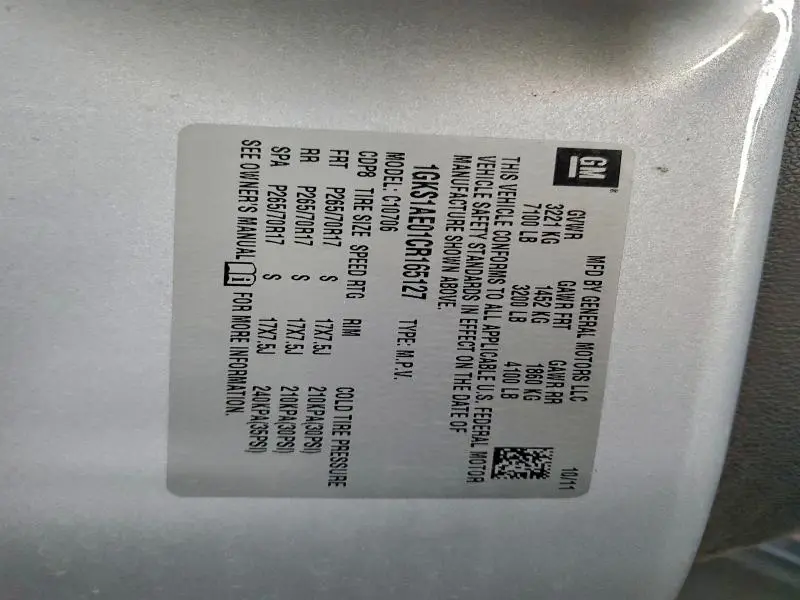 GM
MFD BY GENERAL MOTORS LLC 10/11
GVWR GAWR FRT GAWR RR
3221 KG 1452 KG 1860 KG
7100 LB 3200 LB 4100 LB
THIS VEHICLE CONFORMS TO ALL APPLICABLE U.S. FEDERAL MOTOR
VEHICLE SAFETY STANDARDS IN EFFECT ON THE DATE OF
MANUFACTURE SHOWN ABOVE.
1GKS1AE01CR165127 TYPE: M.P.V.
MODEL: C10706
CDP8 TIRE SIZE SPEED RTG RIM COLD TIRE PRESSURE
FRT P265/70R17 S 17X7.5J 210KPA(30PSI)
RR P265/70R17 S 17X7.5J 210KPA(30PSI)
SPA P265/70R17 S 17X7.5J 240KPA(35PSI)
SEE OWNER'S MANUAL FOR MORE INFORMATION.